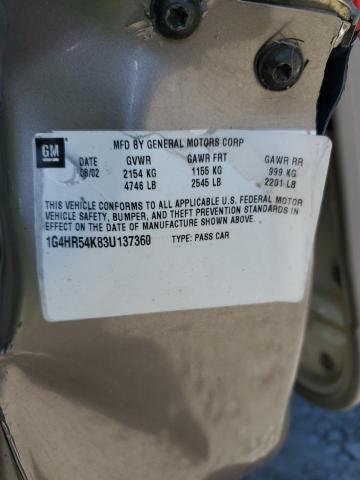 GM
MFD BY GENERAL MOTORS CORP
DATE GVWR GAWR FRT GAWR RR
08/02 2154 KG 1155 KG 999 KG
4746 LB 2545 LB 2201 LB
THIS VEHICLE CONFORMS TO ALL APPLICABLE U.S. FEDERAL MOTOR
VEHICLE SAFETY, BUMPER, AND THEFT PREVENTION STANDARDS IN
EFFECT ON THE DATE OF MANUFACTURE SHOWN ABOVE.
1G4HR54K83U137360 TYPE: PASS CAR